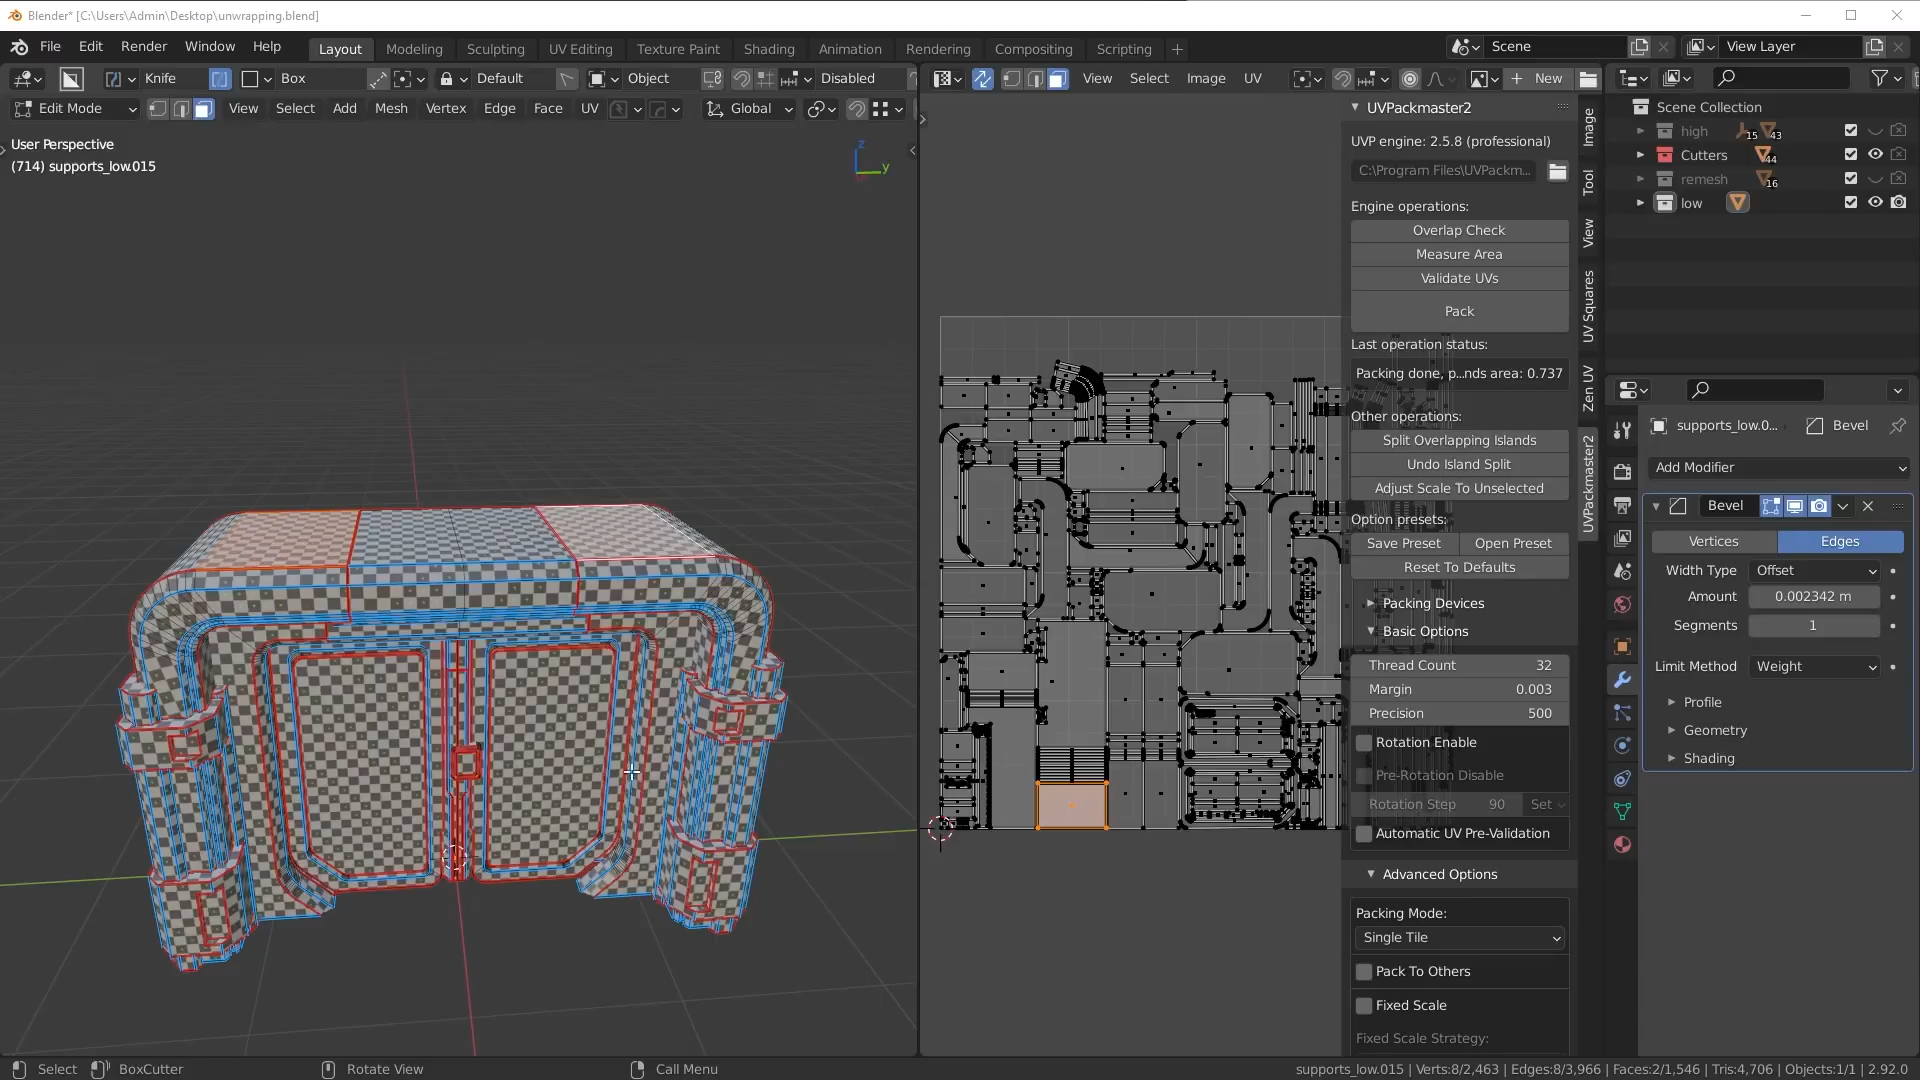 Blender* [C:\Users\Admin\Desktop\unwrapping.blend]
File Edit Render Window Help Layout Modeling Sculpting UV Editing Texture Paint Shading Animation Rendering Compositing Scripting + Scene View Layer
Knife Box Default Object Disabled View Select Image UV + New
Edit Mode View Select Add Mesh Vertex Edge Face UV Global
User Perspective
(714) supports_low.015
z
y
UVPackmaster2
UVP engine: 2.5.8 (professional)
C:\Program Files\UVPackm...
Engine operations:
Overlap Check
Measure Area
Validate UVs
Pack
Last operation status:
Packing done, p...nds area: 0.737
Other operations:
Split Overlapping Islands
Undo Island Split
Adjust Scale To Unselected
Option presets:
Save Preset Open Preset
Reset To Defaults
Packing Devices
Basic Options
Thread Count 32
Margin 0.003
Precision 500
Rotation Enable
Pre-Rotation Disable
Rotation Step 90 Set
Automatic UV Pre-Validation
Advanced Options
Packing Mode:
Single Tile
Pack To Others
Fixed Scale
Fixed Scale Strategy:
Image
Tool
View
UV Squares
Zen UV
UVPackmaster2
Scene Collection
high 15 43
Cutters 44
remesh 16
low
supports_low.0... Bevel
Add Modifier
Bevel
Vertices Edges
Width Type Offset
Amount 0.002342 m
Segments 1
Limit Method Weight
Profile
Geometry
Shading
Select BoxCutter Rotate View Call Menu supports_low.015 | Verts:8/2,463 | Edges:8/3,966 | Faces:2/1,546 | Tris:4,706 | Objects:1/1 | 2.92.0